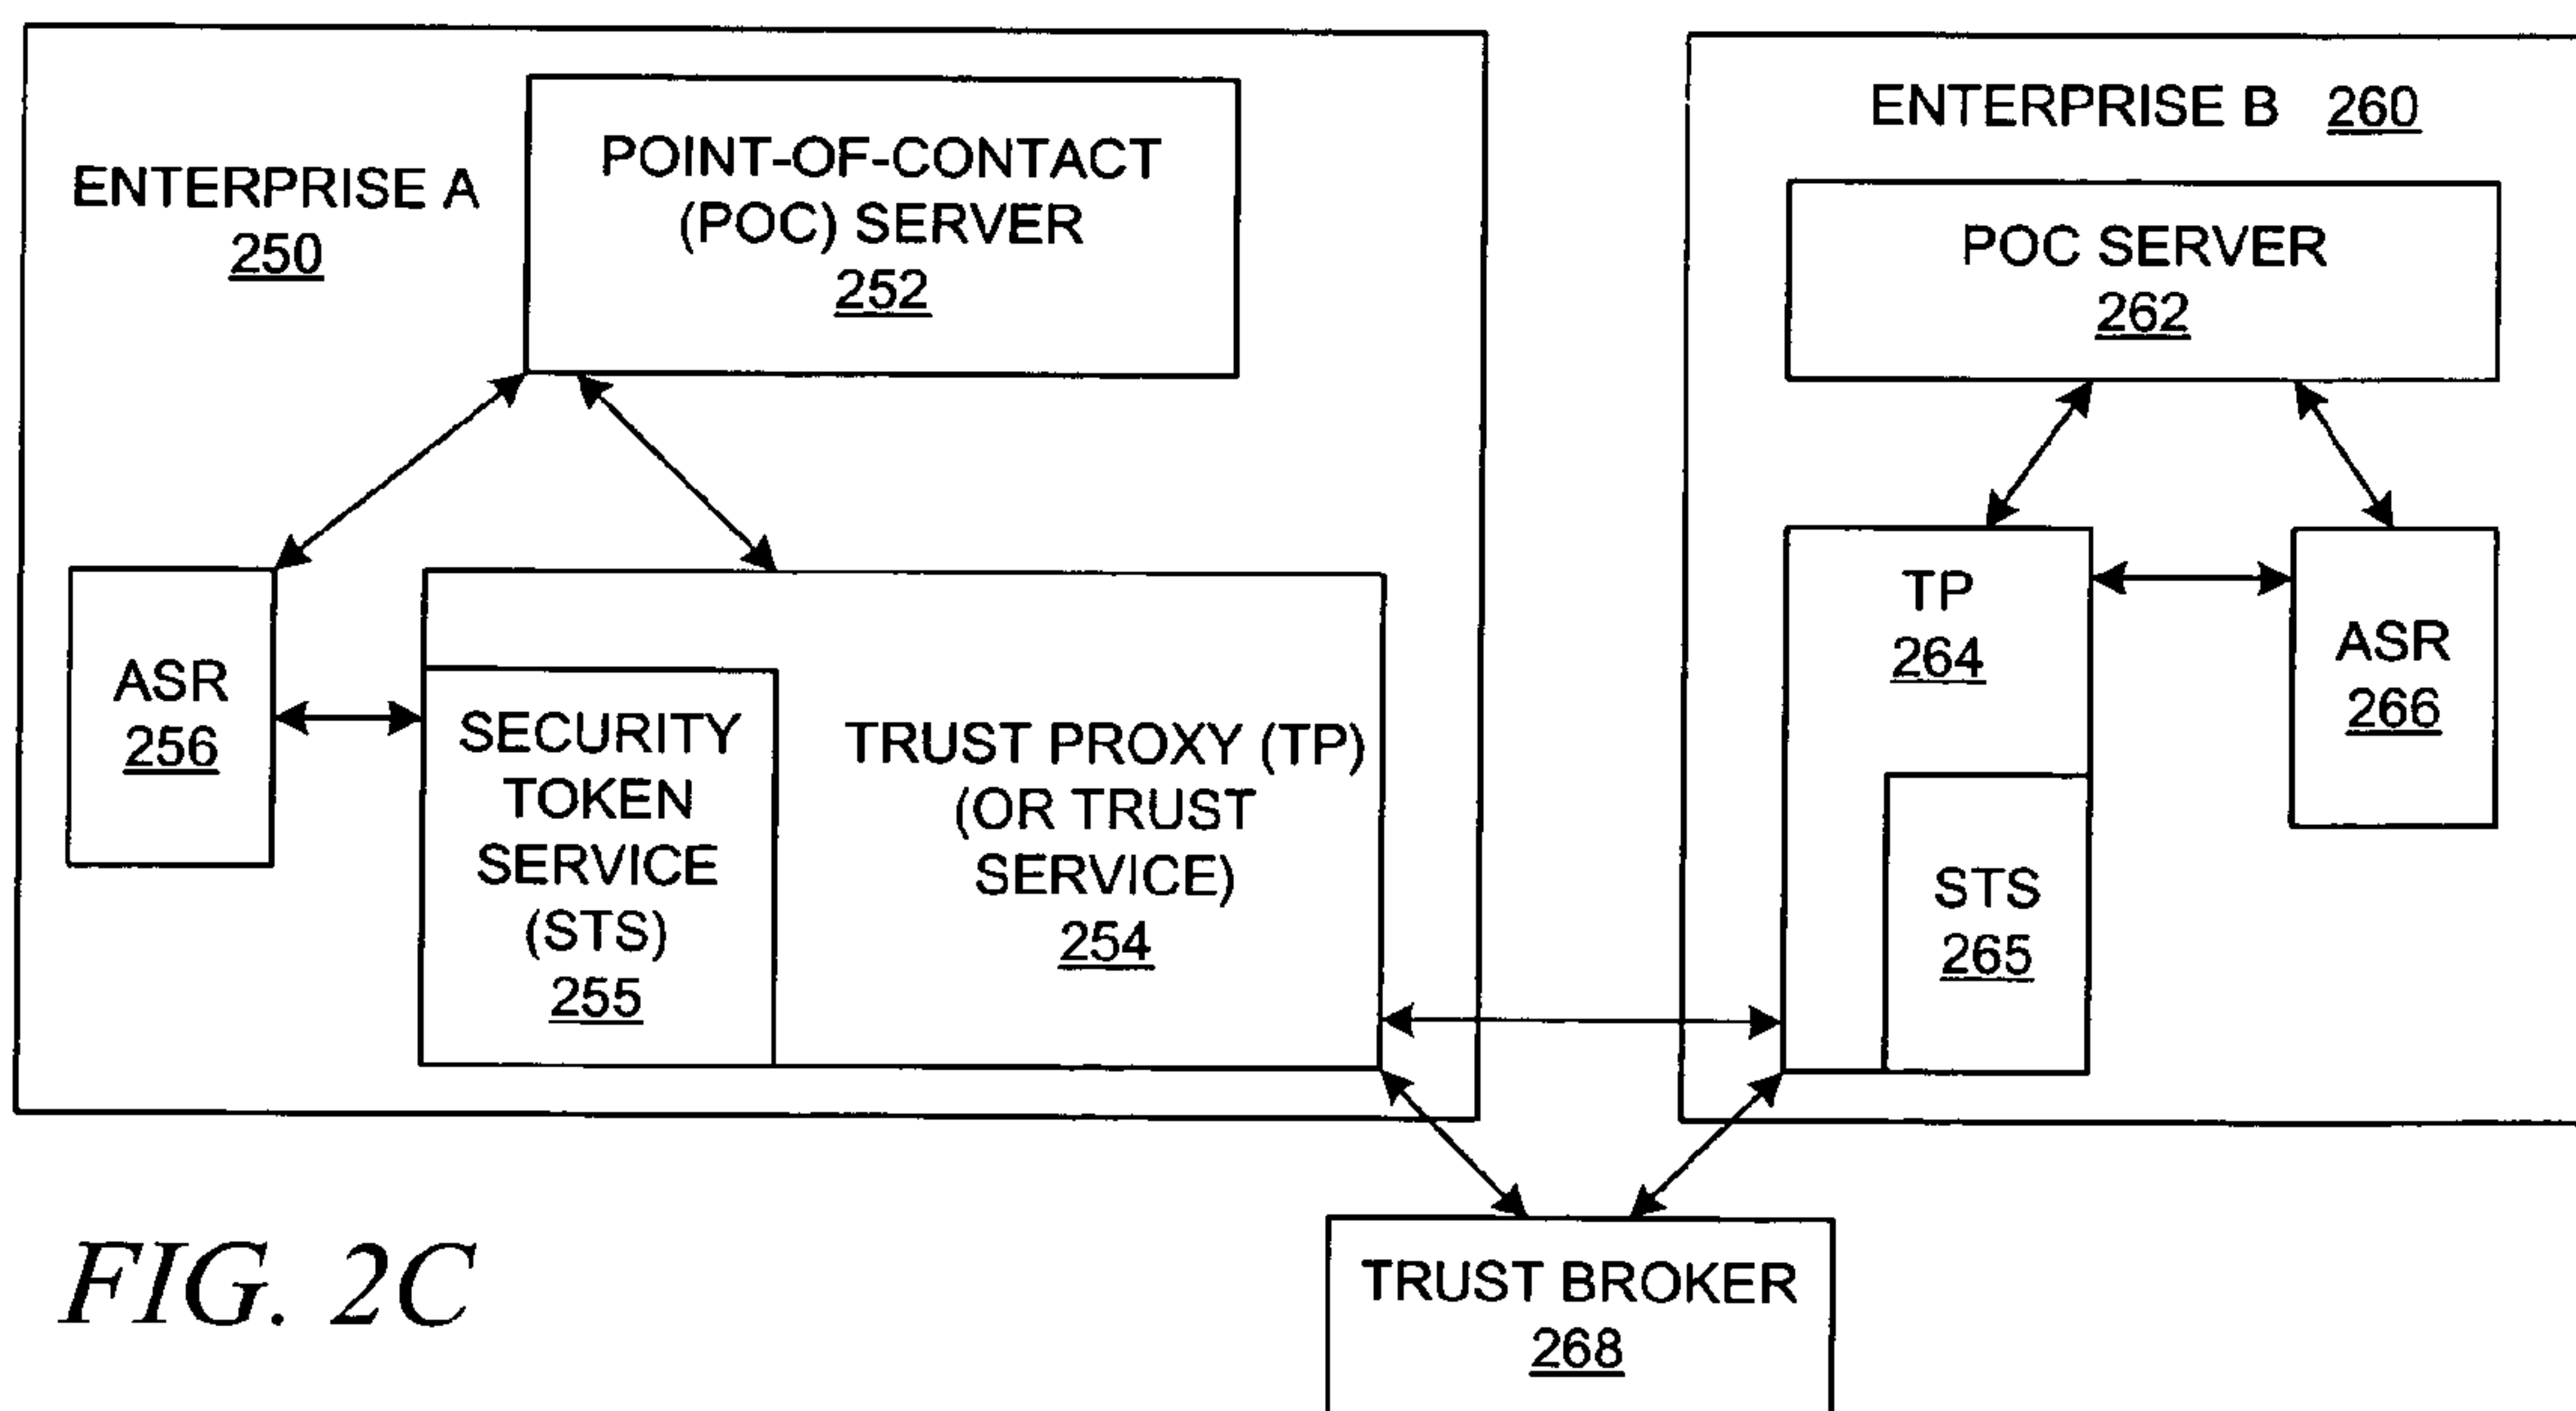 ENTERPRISE A
250
POINT-OF-CONTACT
(POC) SERVER
252
ASR
256
SECURITY
TOKEN
SERVICE
(STS)
255
TRUST PROXY (TP)
(OR TRUST
SERVICE)
254
ENTERPRISE B 260
POC SERVER
262
TP
264
ASR
266
STS
265
TRUST BROKER
268
FIG. 2C